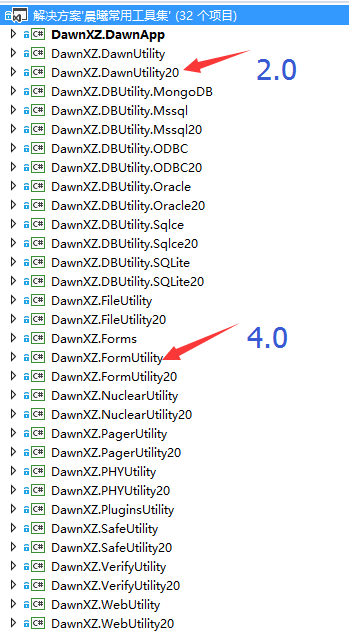 解决方案'晨曦常用工具集' (32 个项目)
DawnXZ.DawnApp
DawnXZ.DawnUtility
DawnXZ.DawnUtility20
2.0
DawnXZ.DBUtility.MongoDB
DawnXZ.DBUtility.Mssql
DawnXZ.DBUtility.Mssql20
DawnXZ.DBUtility.ODBC
DawnXZ.DBUtility.ODBC20
DawnXZ.DBUtility.Oracle
DawnXZ.DBUtility.Oracle20
DawnXZ.DBUtility.Sqlce
DawnXZ.DBUtility.Sqlce20
DawnXZ.DBUtility.SQLite
DawnXZ.DBUtility.SQLite20
DawnXZ.FileUtility
DawnXZ.FileUtility20
DawnXZ.Forms
4.0
DawnXZ.FormUtility
DawnXZ.FormUtility20
DawnXZ.NuclearUtility
DawnXZ.NuclearUtility20
DawnXZ.PagerUtility
DawnXZ.PagerUtility20
DawnXZ.PHYUtility
DawnXZ.PHYUtility20
DawnXZ.PluginsUtility
DawnXZ.SafeUtility
DawnXZ.SafeUtility20
DawnXZ.VerifyUtility
DawnXZ.VerifyUtility20
DawnXZ.WebUtility
DawnXZ.WebUtility20